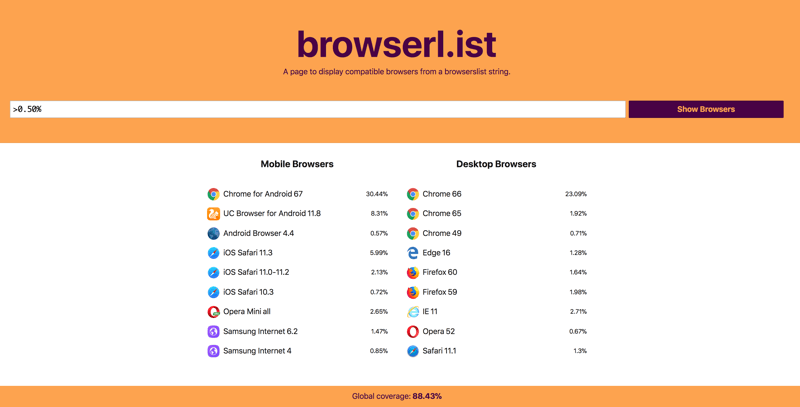 browserl.ist
A page to display compatible browsers from a browserslist string.
>0.50%
Show Browsers
Mobile Browsers
Chrome for Android 67 30.44%
UC Browser for Android 11.8 8.31%
Android Browser 4.4 0.57%
iOS Safari 11.3 5.99%
iOS Safari 11.0-11.2 2.13%
iOS Safari 10.3 0.72%
Opera Mini all 2.65%
Samsung Internet 6.2 1.47%
Samsung Internet 4 0.85%
Desktop Browsers
Chrome 66 23.09%
Chrome 65 1.92%
Chrome 49 0.71%
Edge 16 1.28%
Firefox 60 1.64%
Firefox 59 1.98%
IE 11 2.71%
Opera 52 0.67%
Safari 11.1 1.3%
Global coverage: 88.43%